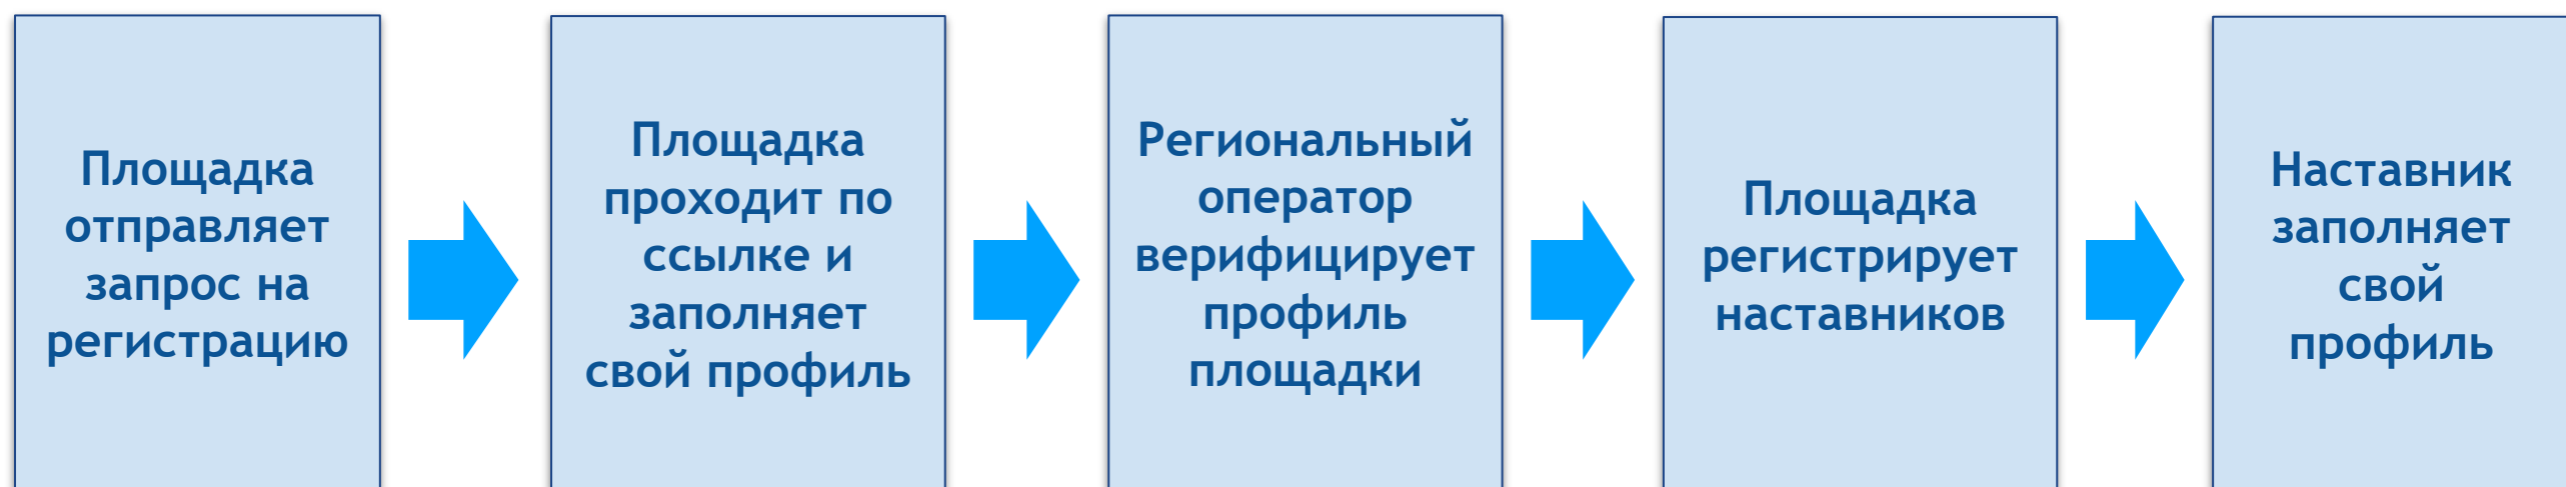 Площадка
отправляет
запрос на
регистрацию
Площадка
проходит по
ссылке и
заполняет
свой профиль
Региональный
оператор
верифицирует
профиль
площадки
Площадка
регистрирует
наставников
Наставник
заполняет
свой
профиль